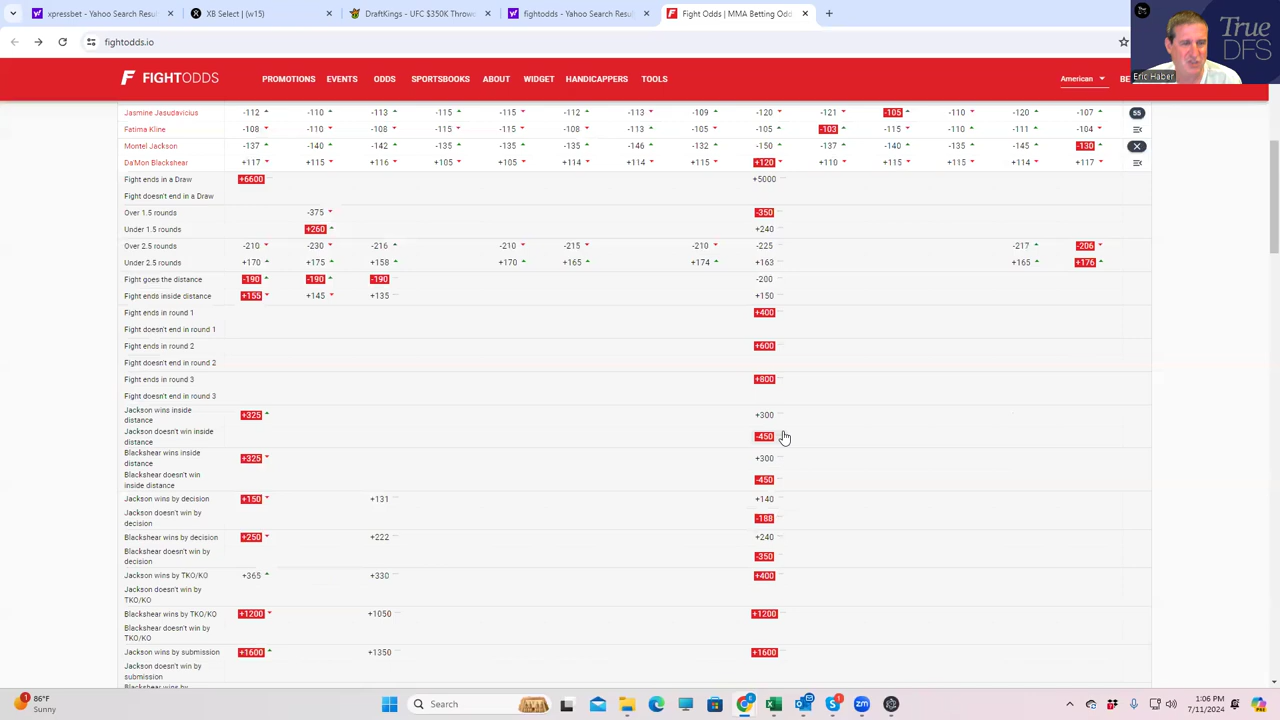 xpressbet - Yahoo Search Resu
XB Select | (w15)
DraftKings - UFC $350K Throwd
fightodds - Yahoo Search Resu
Fight Odds | MMA Betting Odd
fightodds.io
True
DFS
Eric Haber
FIGHTODDS
PROMOTIONS EVENTS ODDS SPORTSBOOKS ABOUT WIDGET HANDICAPPERS TOOLS American BE
Jasmine Jasudavicius -112 -110 -113 -115 -115 -112 -113 -109 -120 -121 -105 -110 -120 -107 55
Fatima Kline -108 -110 -108 -115 -115 -108 -113 -105 -105 -103 -115 -110 -111 -104
Montel Jackson -137 -140 -142 -135 -135 -135 -146 -132 -150 -137 -140 -135 -145 -130
Da'Mon Blackshear +117 +115 +116 +105 +105 +114 +114 +115 +120 +110 +115 +115 +114 +117
Fight ends in a Draw +6600 +5000
Fight doesn't end in a Draw
Over 1.5 rounds -375 -350
Under 1.5 rounds +260 +240
Over 2.5 rounds -210 -230 -216 -210 -215 -210 -225 -217 -206
Under 2.5 rounds +170 +175 +158 +170 +165 +174 +163 +165 +176
Fight goes the distance -190 -190 -190 -200
Fight ends inside distance +155 +145 +135 +150
Fight ends in round 1 +400
Fight doesn't end in round 1
Fight ends in round 2 +600
Fight doesn't end in round 2
Fight ends in round 3 +800
Fight doesn't end in round 3
Jackson wins inside
distance +325 +300
Jackson doesn't win inside
distance -450
Blackshear wins inside
distance +325 +300
Blackshear doesn't win
inside distance -450
Jackson wins by decision +150 +131 +140
Jackson doesn't win by
decision -188
Blackshear wins by decision +250 +222 +240
Blackshear doesn't win by
decision -350
Jackson wins by TKO/KO +365 +330 +400
Jackson doesn't win by
TKO/KO
Blackshear wins by TKO/KO +1200 +1050 +1200
Blackshear doesn't win by
TKO/KO
Jackson wins by submission +1600 +1350 +1600
Jackson doesn't win by
submission
Blackshear wins by
86°F
Sunny
Search
1:06 PM
7/11/2024